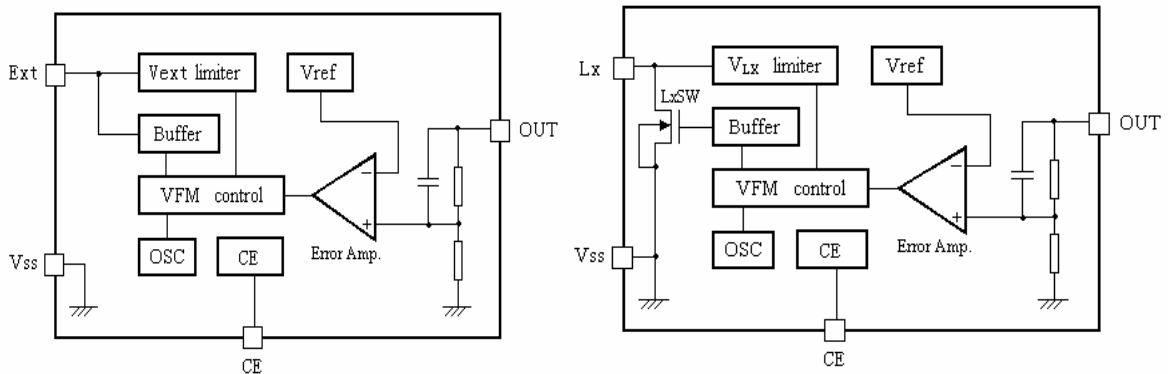 Ext
Vext limiter
Vref
Buffer
OUT
VFM control
OSC
CE
Error Amp.
Vss
CE
Lx
VLX limiter
Vref
LxSW
Buffer
OUT
VFM control
OSC
CE
Error Amp.
Vss
CE